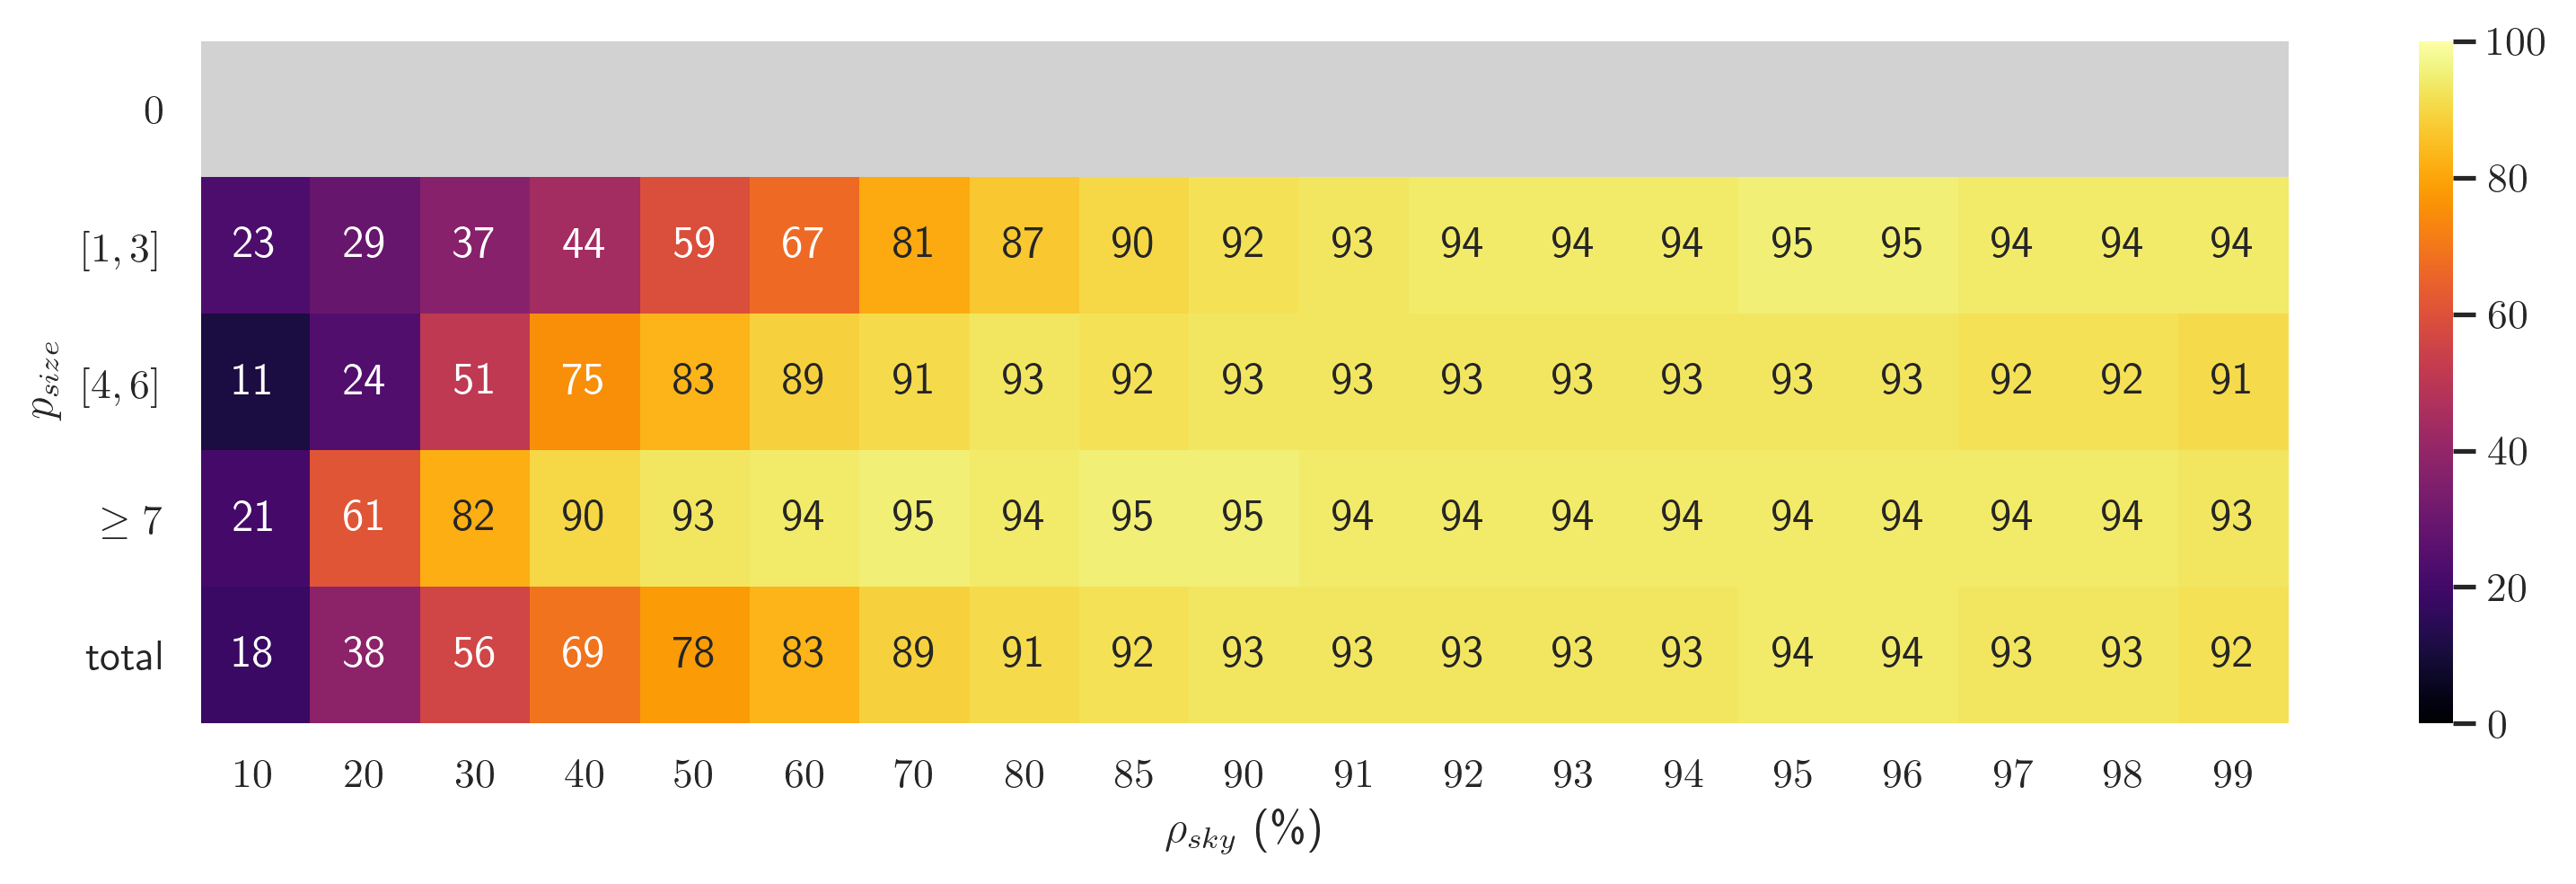 0
[1, 3] 23 29 37 44 59 67 81 87 90 92 93 94 94 94 95 95 94 94 94
[4, 6] 11 24 51 75 83 89 91 93 92 93 93 93 93 93 93 93 92 92 91
≥ 7 21 61 82 90 93 94 95 94 95 95 94 94 94 94 94 94 94 94 93
total 18 38 56 69 78 83 89 91 92 93 93 93 93 93 94 94 93 93 92
10 20 30 40 50 60 70 80 85 90 91 92 93 94 95 96 97 98 99
ρsky (%)
psize
100
80
60
40
20
0